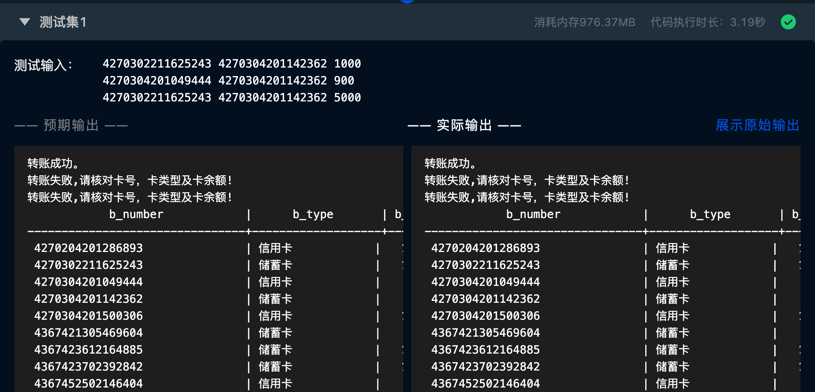 测试集1 消耗内存976.37MB 代码执行时长: 3.19秒
测试输入: 4270302211625243 4270304201142362 1000
4270304201049444 4270304201142362 900
4270302211625243 4270304201142362 5000
—— 预期输出 —— —— 实际输出 —— 展示原始输出
转账成功。 转账成功。
转账失败,请核对卡号, 卡类型及卡余额! 转账失败,请核对卡号, 卡类型及卡余额!
转账失败,请核对卡号, 卡类型及卡余额! 转账失败,请核对卡号, 卡类型及卡余额!
b_number | b_type | b_ b_number | b_type | b_
4270204201286893 | 信用卡 | 4270204201286893 | 信用卡 |
4270302211625243 | 储蓄卡 | 4270302211625243 | 储蓄卡 |
4270304201049444 | 信用卡 | 4270304201049444 | 信用卡 |
4270304201142362 | 储蓄卡 | 4270304201142362 | 储蓄卡 |
4270304201500306 | 信用卡 | 4270304201500306 | 信用卡 |
4367421305469604 | 储蓄卡 | 4367421305469604 | 储蓄卡 |
4367423612164885 | 储蓄卡 | 4367423612164885 | 储蓄卡 |
4367423702392842 | 储蓄卡 | 4367423702392842 | 储蓄卡 |
4367452502146404 | 信用卡 4367452502146404 | 信用卡